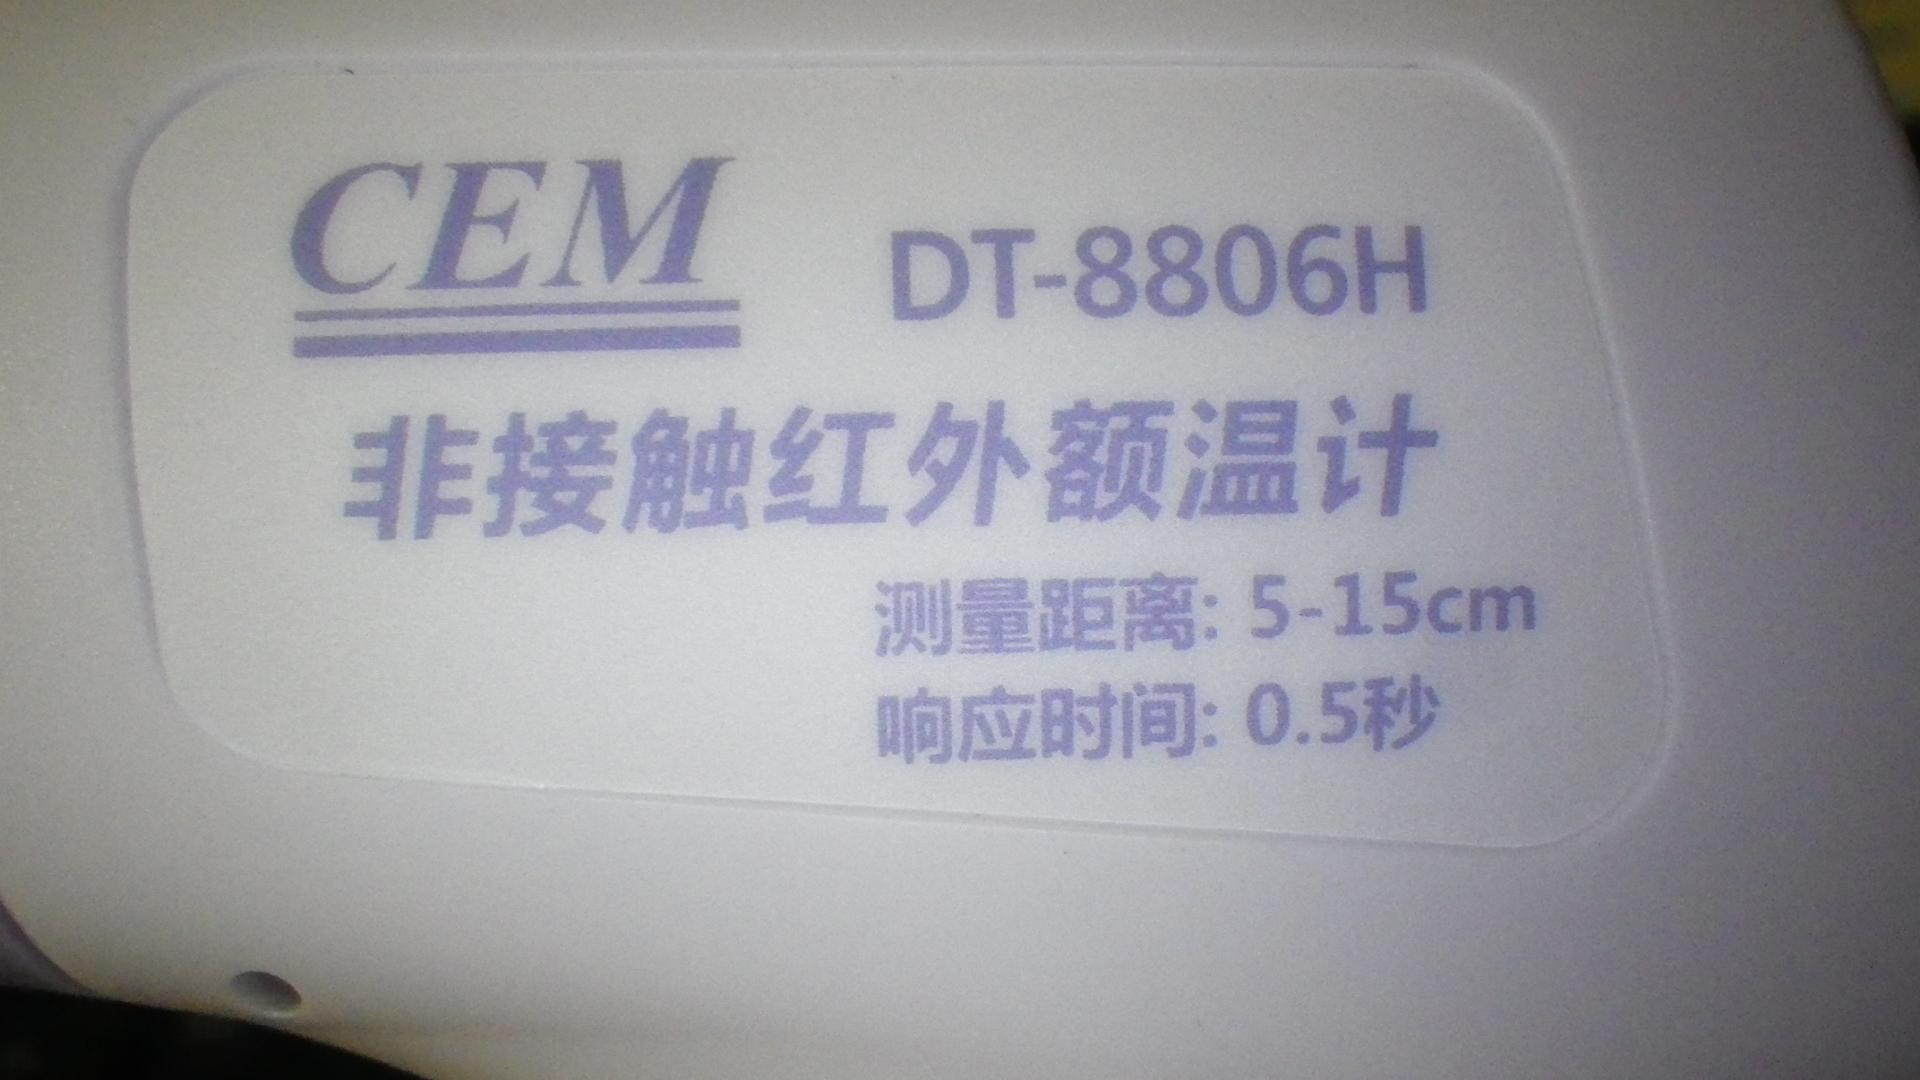 CEM
DT-8806H
非接触红外额温计
测量距离: 5-15cm
响应时间: 0.5秒